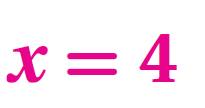 x = 4